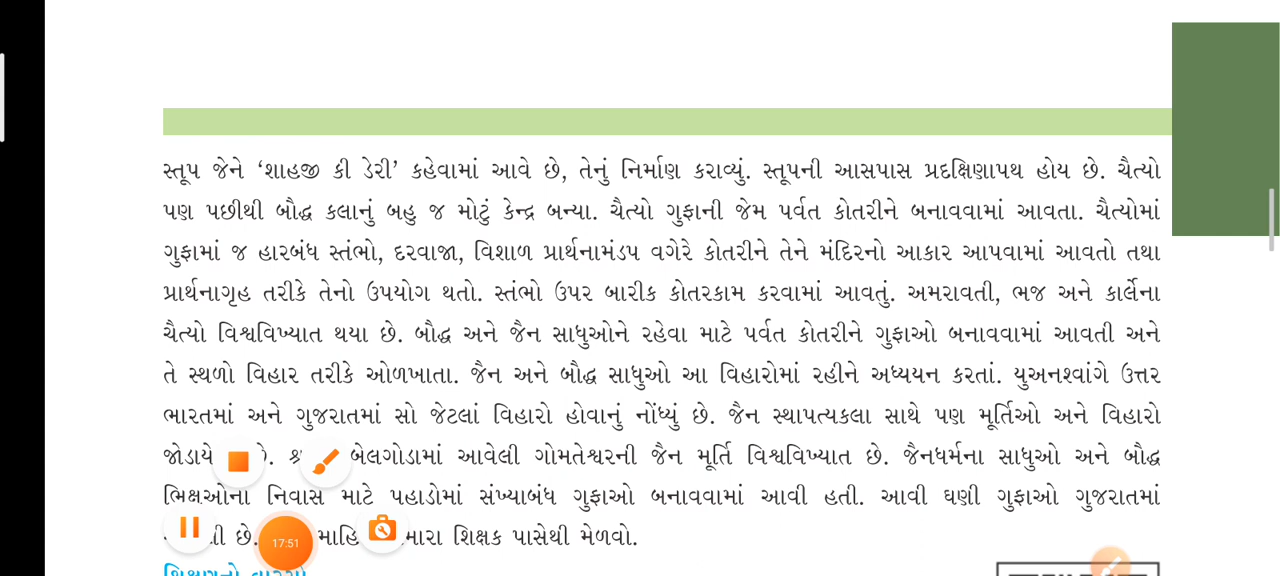 સ્તૂપ જેને ‘શાહજી કી ડેરી’ કહેવામાં આવે છે, તેનું નિર્માણ કરાવ્યું. સ્તૂપની આસપાસ પ્રદક્ષિણાપથ હોય છે. ચૈત્યો
પણ પછીથી બૌદ્ધ કલાનું બહુ જ મોટું કેન્દ્ર બન્યા. ચૈત્યો ગુફાની જેમ પર્વત કોતરીને બનાવવામાં આવતા. ચૈત્યોમાં
ગુફામાં જ હારબંધ સ્તંભો, દરવાજા, વિશાળ પ્રાર્થનામંડપ વગેરે કોતરીને તેને મંદિરનો આકાર આપવામાં આવતો તથા
પ્રાર્થનાગૃહ તરીકે તેનો ઉપયોગ થતો. સ્તંભો ઉપર બારીક કોતરકામ કરવામાં આવતું. અમરાવતી, ભજ અને કાર્લેના
ચૈત્યો વિશ્વવિખ્યાત થયા છે. બૌદ્ધ અને જૈન સાધુઓને રહેવા માટે પર્વત કોતરીને ગુફાઓ બનાવવામાં આવતી અને
તે સ્થળો વિહાર તરીકે ઓળખાતા. જૈન અને બૌદ્ધ સાધુઓ આ વિહારોમાં રહીને અધ્યયન કરતાં. યુઅનશ્વાંગે ઉત્તર
ભારતમાં અને ગુજરાતમાં સો જેટલાં વિહારો હોવાનું નોંધ્યું છે. જૈન સ્થાપત્યકલા સાથે પણ મૂર્તિઓ અને વિહારો
બેલગોડામાં આવેલી ગોમતેશ્વરની જૈન મૂર્તિ વિશ્વવિખ્યાત છે. જૈનધર્મના સાધુઓ અને બૌદ્ધ
ભિક્ષઓના નિવાસ માટે પહાડોમાં સંખ્યાબંધ ગુફાઓ બનાવવામાં આવી હતી. આવી ઘણી ગુફાઓ ગુજરાતમાં
છે. શિક્ષક પાસેથી મેળવો.
17:51